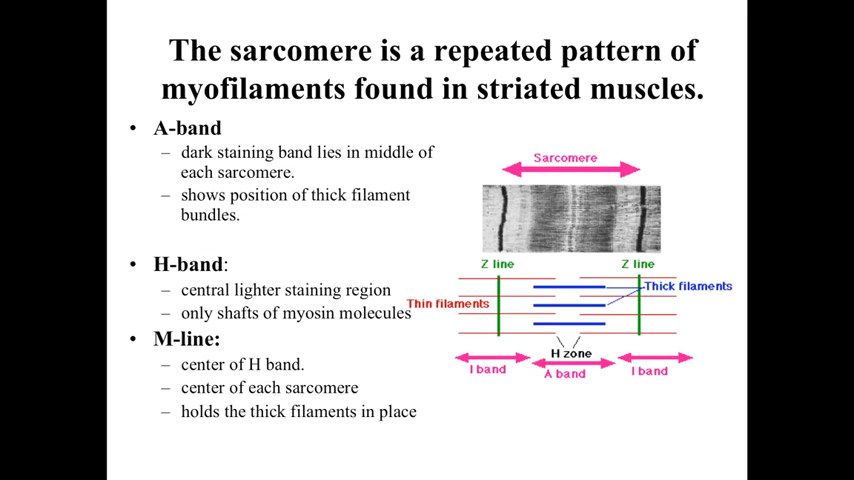 The sarcomere is a repeated pattern of
myofilaments found in striated muscles.
• A-band
– dark staining band lies in middle of
each sarcomere.
– shows position of thick filament
bundles.
• H-band:
– central lighter staining region
– only shafts of myosin molecules
• M-line:
– center of H band.
– center of each sarcomere
– holds the thick filaments in place
Sarcomere
Z line
Z line
Thin filaments
Thick filaments
H zone
I band
A band
I band